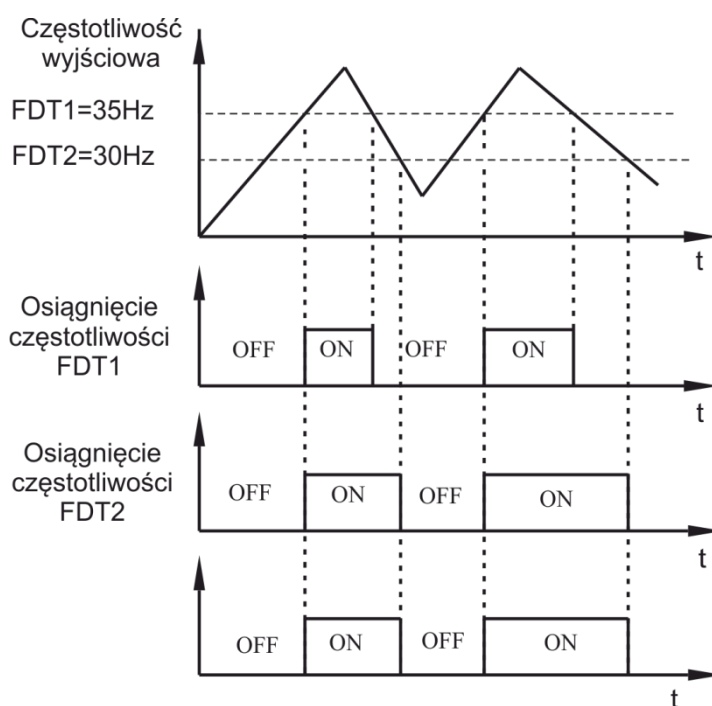 Częstotliwość
wyjściowa
FDT1=35Hz
FDT2=30Hz
t
Osiągnięcie
częstotliwości
FDT1
OFF ON OFF ON
t
Osiągnięcie
częstotliwości
FDT2
OFF ON OFF ON
t
OFF ON OFF ON
t